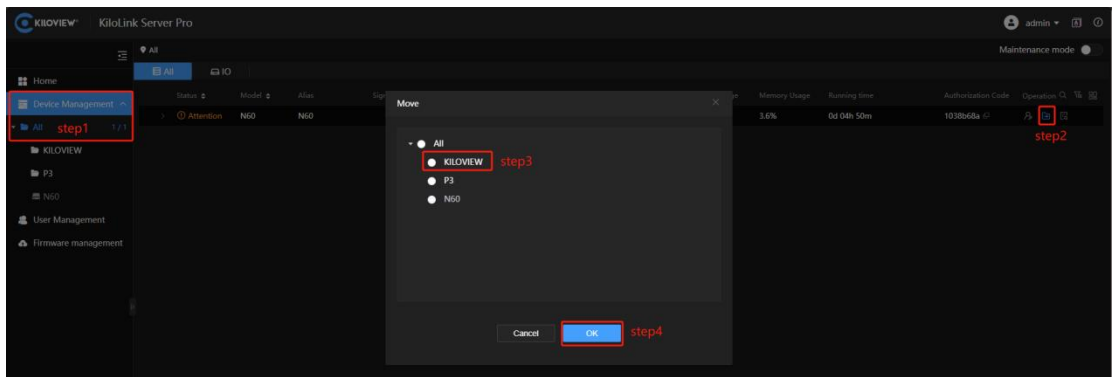 KILOVIEW KiloLink Server Pro admin
All Maintenance mode
Home
All IO
Device Management
Status Model Alias Memory Usage Running time Authorization Code Operation
Attention N60 N60 3.6% 0d 04h 50m 1038b68a
All step1 1/1
step2
KILOVIEW
P3
N60
User Management
Firmware management
Move
All
KILOVIEW step3
P3
N60
Cancel OK step4